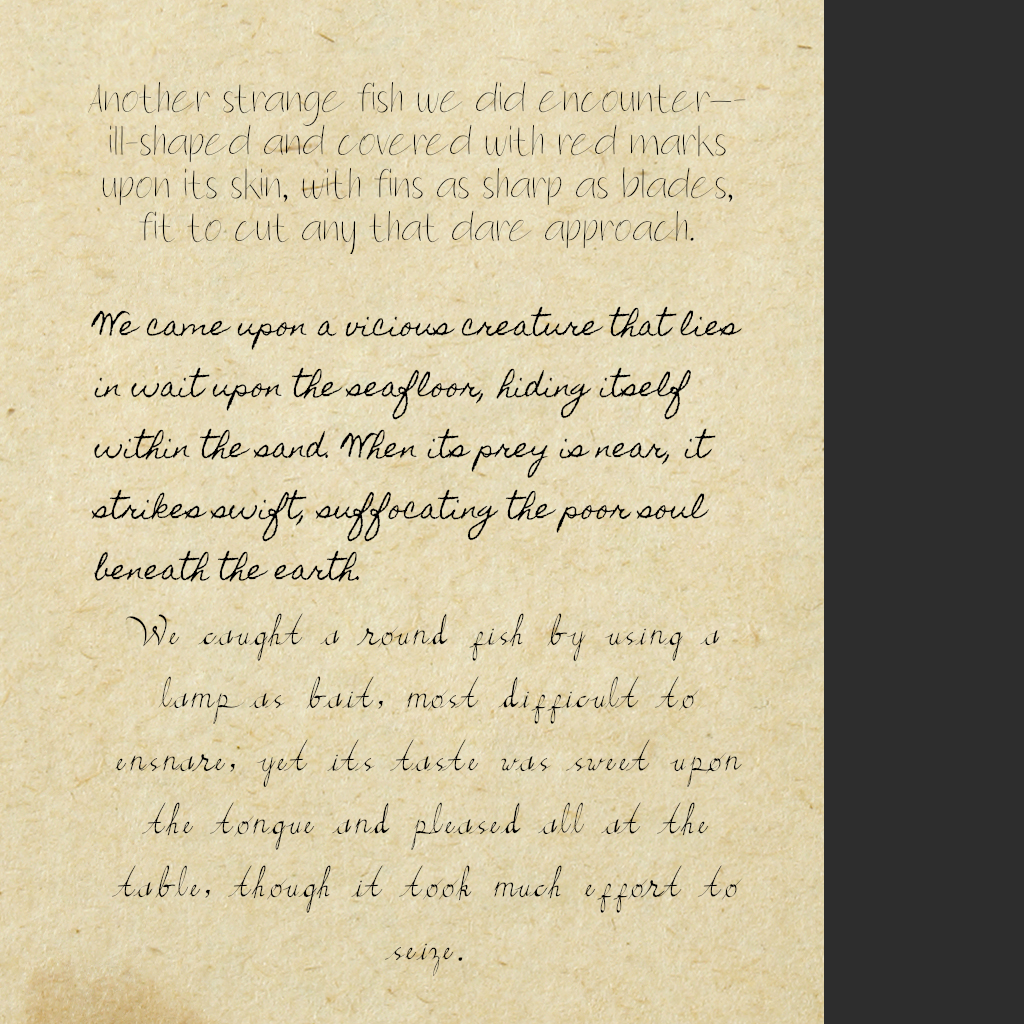 Another strange fish we did encounter—-
ill-shaped and covered with red marks
upon its skin, with fins as sharp as blades,
fit to cut any that dare approach.
We came upon a vicious creature that lies
in wait upon the seafloor, hiding itself
within the sand. When its prey is near, it
strikes swift, suffocating the poor soul
beneath the earth.
We caught a round fish by using a
lamp as bait, most difficult to
ensnare; yet its taste was sweet upon
the tongue and pleased all at the
table, though it took much effort to
seize.